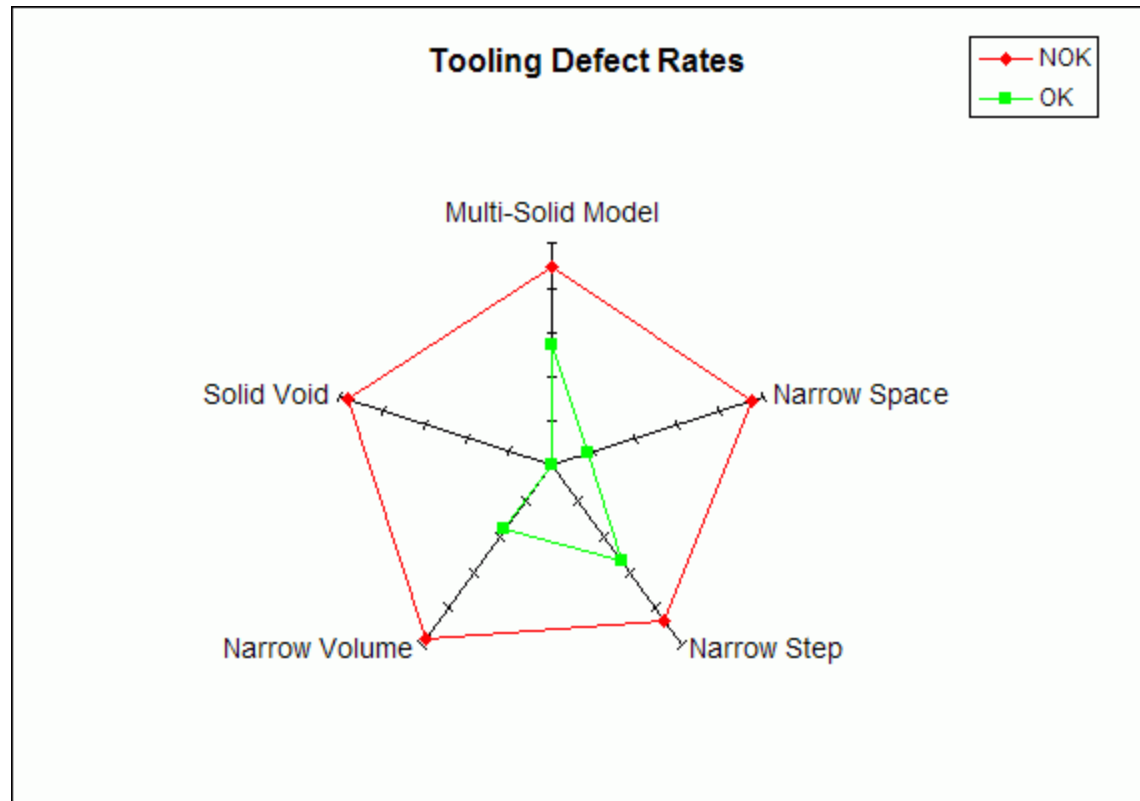 Tooling Defect Rates
NOK
OK
Multi-Solid Model
Solid Void
Narrow Space
Narrow Volume
Narrow Step